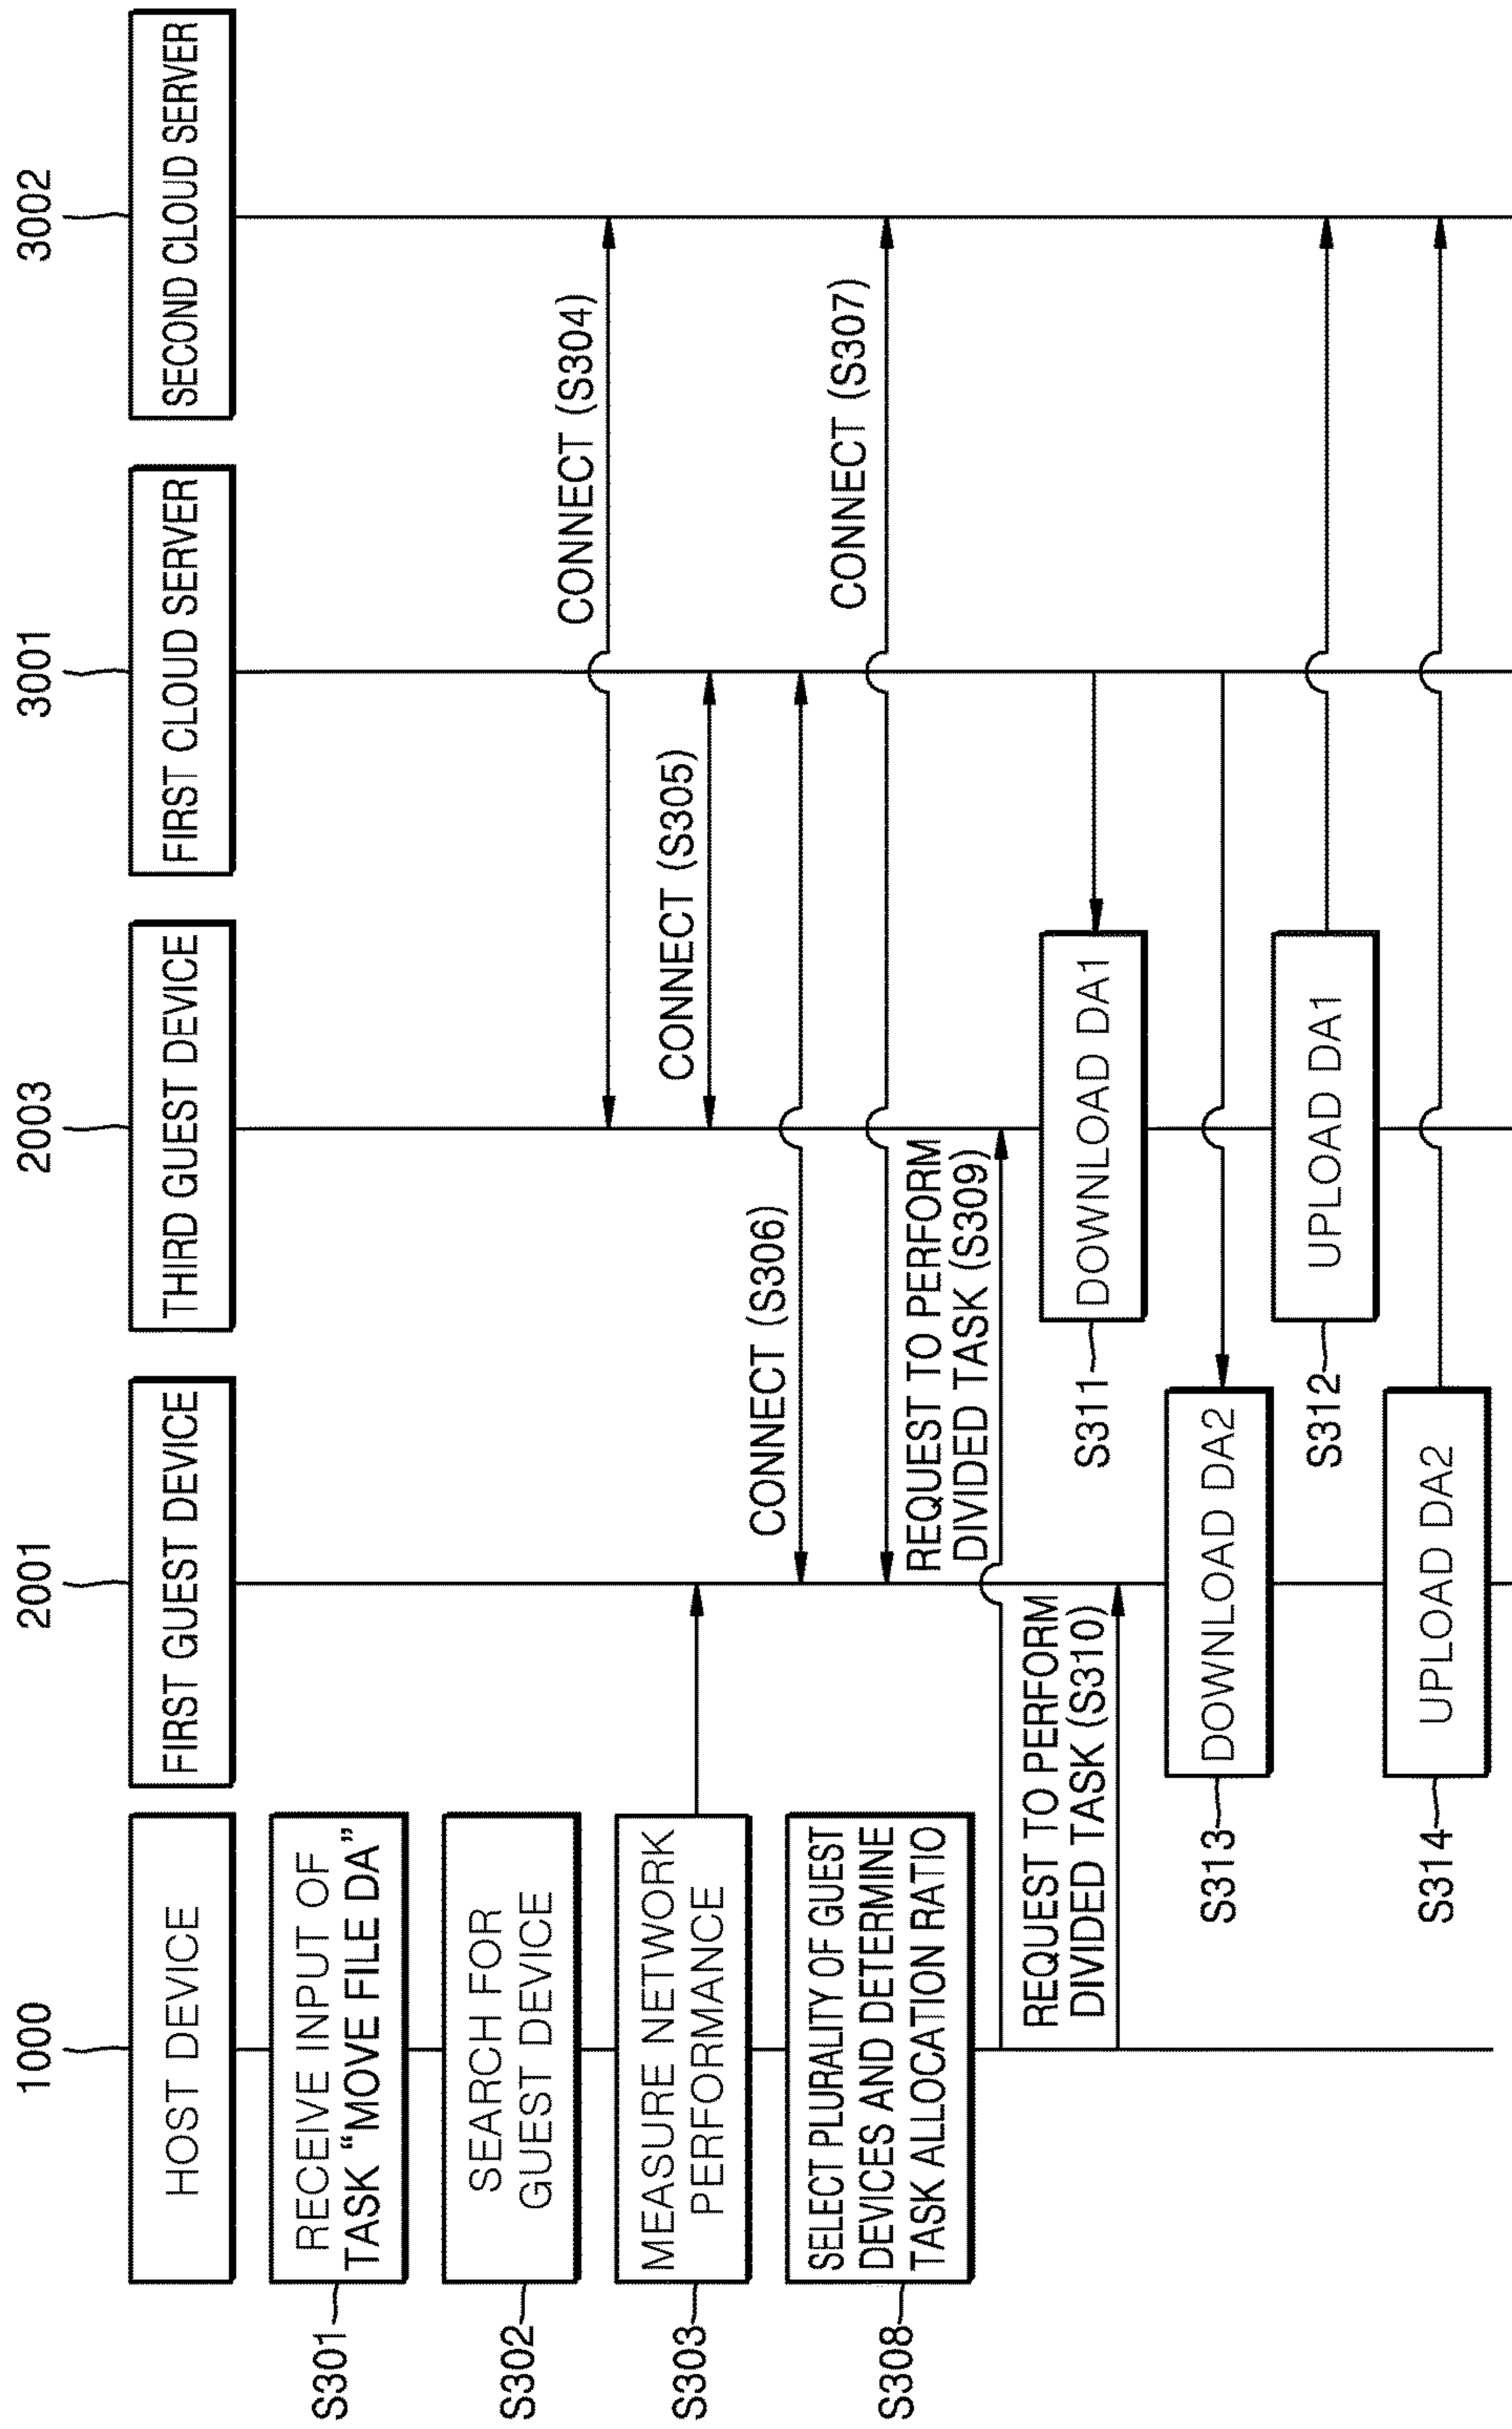 1000
2001
2003
3001
3002
HOST DEVICE
FIRST GUEST DEVICE
THIRD GUEST DEVICE
FIRST CLOUD SERVER
SECOND CLOUD SERVER
S301
RECEIVE INPUT OF
TASK “MOVE FILE DA”
S302
SEARCH FOR
GUEST DEVICE
S303
MEASURE NETWORK
PERFORMANCE
CONNECT (S304)
CONNECT (S305)
CONNECT (S306)
CONNECT (S307)
S308
SELECT PLURALITY OF GUEST
DEVICES AND DETERMINE
TASK ALLOCATION RATIO
REQUEST TO PERFORM
DIVIDED TASK (S309)
REQUEST TO PERFORM
DIVIDED TASK (S310)
S311
DOWNLOAD DA1
S313
DOWNLOAD DA2
S312
UPLOAD DA1
S314
UPLOAD DA2